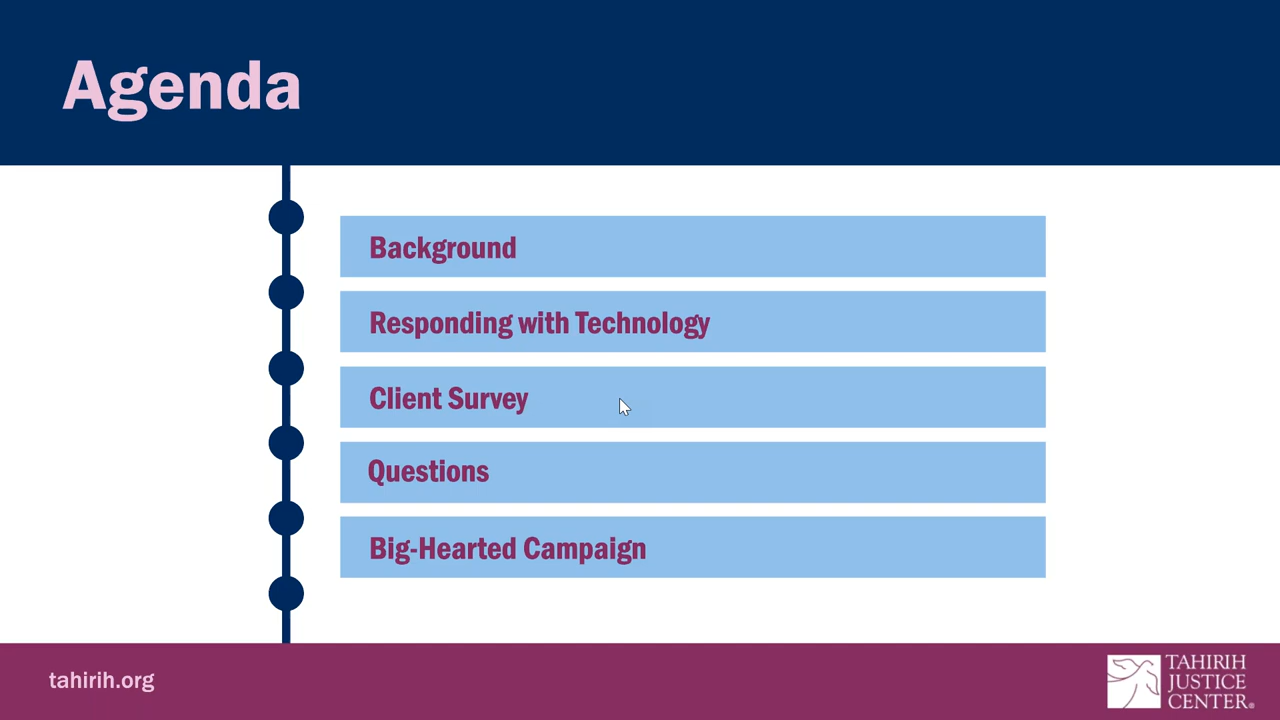 Agenda
Background
Responding with Technology
Client Survey
Questions
Big-Hearted Campaign
tahirih.org
TAHIRIH
JUSTICE
CENTER®